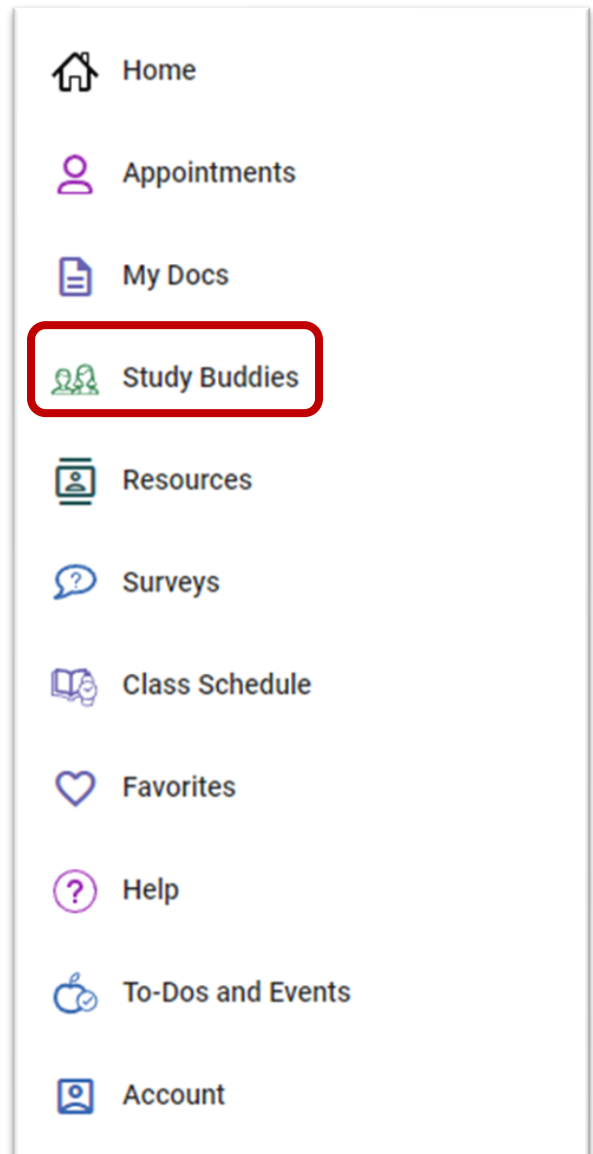 Home
Appointments
My Docs
Study Buddies
Resources
Surveys
Class Schedule
Favorites
Help
To-Dos and Events
Account